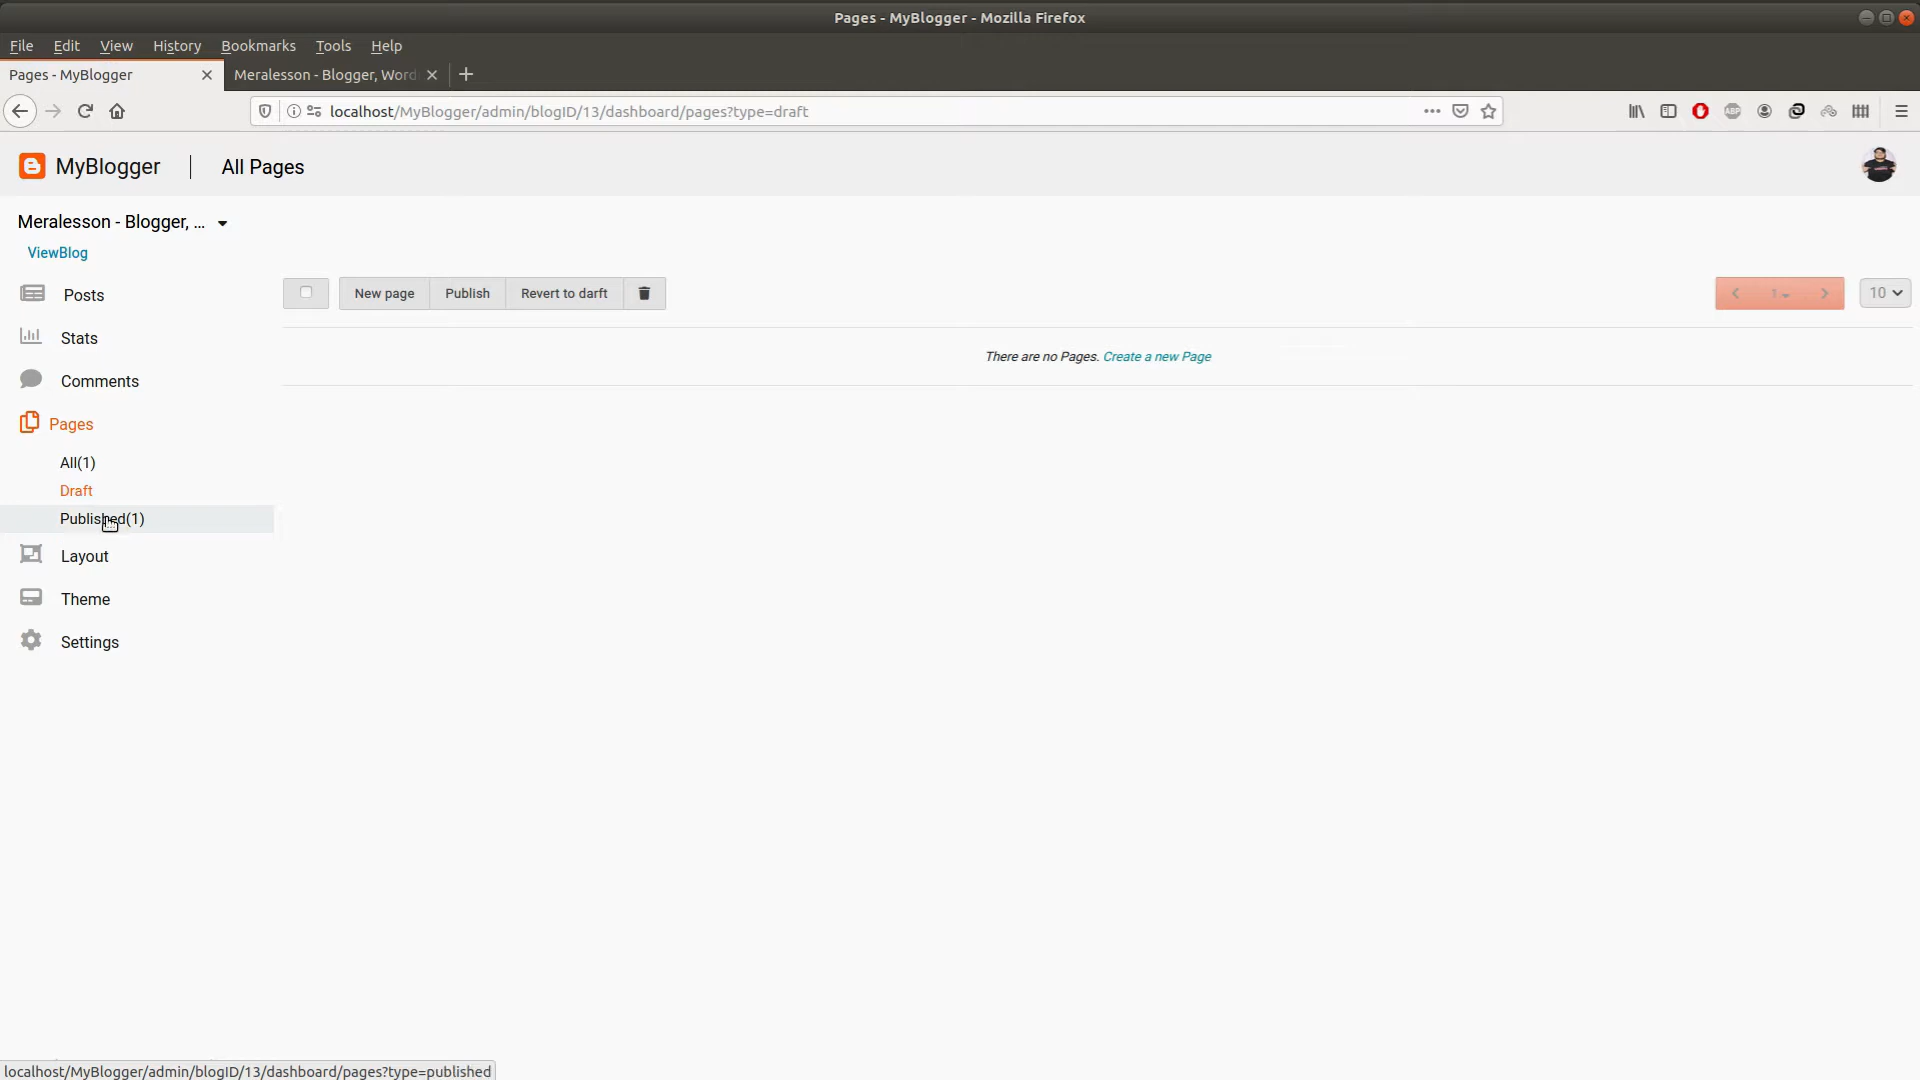 Pages - MyBlogger - Mozilla Firefox
File Edit View History Bookmarks Tools Help
Pages - MyBlogger
Meralesson - Blogger, Word
localhost/MyBlogger/admin/blogID/13/dashboard/pages?type=draft
ABP
MyBlogger
All Pages
Meralesson - Blogger, ...
ViewBlog
New page Publish Revert to darft
1
10
There are no Pages. Create a new Page
Posts
Stats
Comments
Pages
All(1)
Draft
Published(1)
Layout
Theme
Settings
localhost/MyBlogger/admin/blogID/13/dashboard/pages?type=published